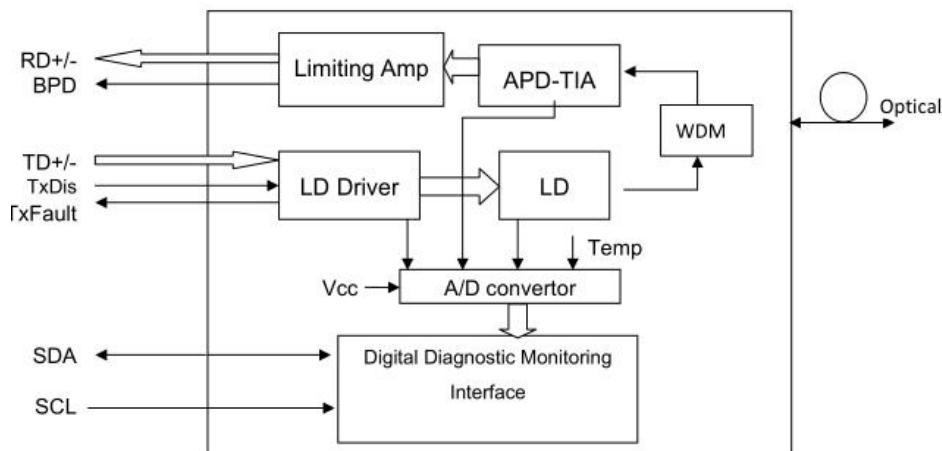 RD+/-
BPD
Limiting Amp
APD-TIA
WDM
Optical
TD+/-
TxDis
TxFault
LD Driver
LD
Temp
Vcc
A/D convertor
SDA
SCL
Digital Diagnostic Monitoring
Interface